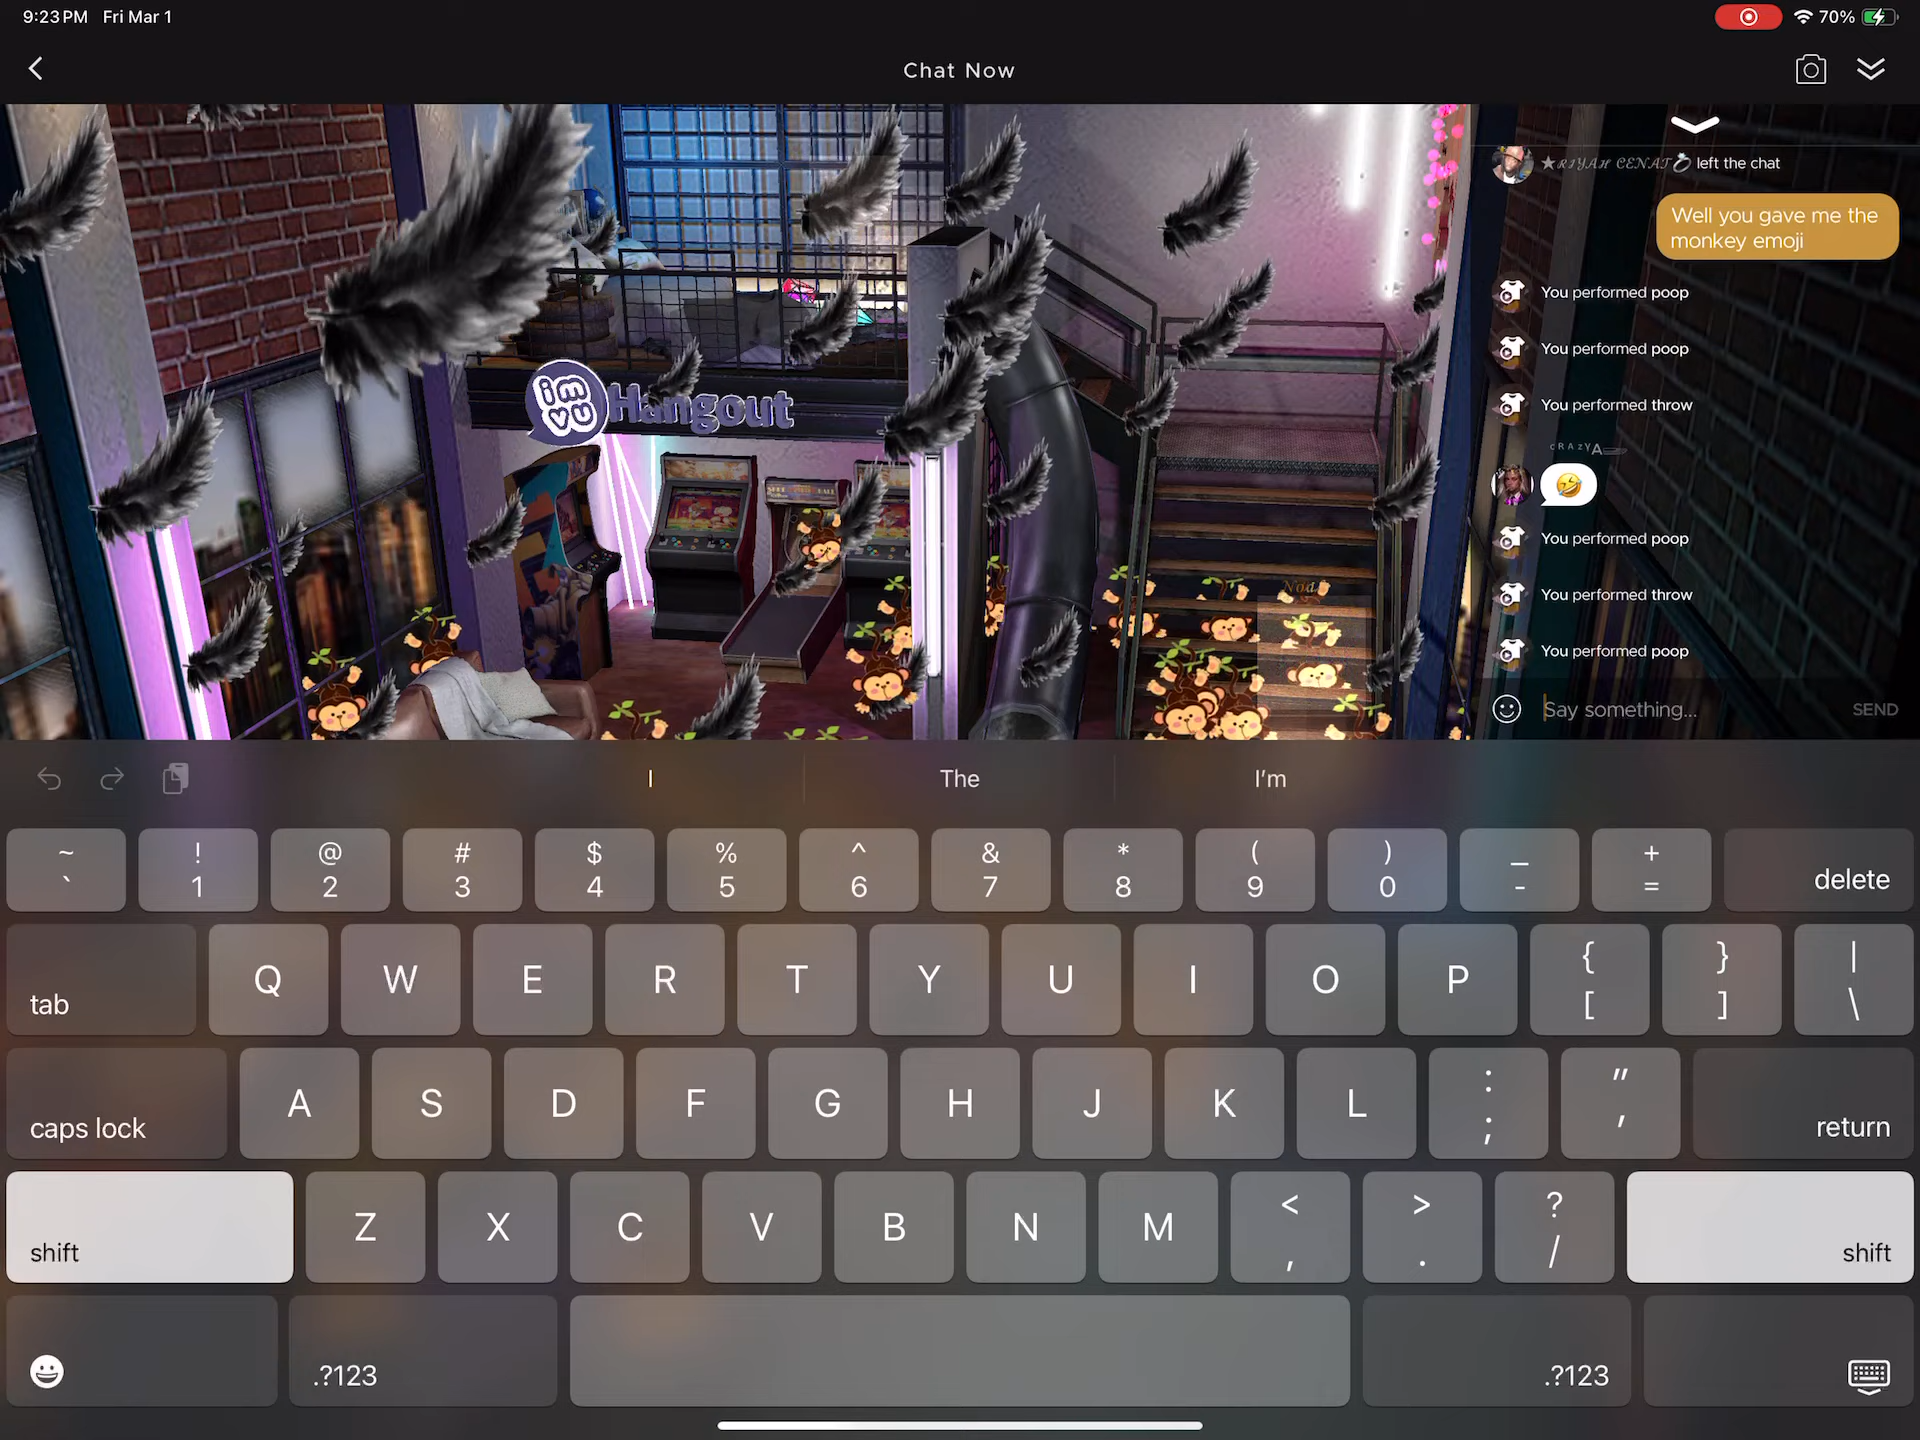 9:23 PM Fri Mar 1
70%
Chat Now
★RIYAH CENAT💍 left the chat
Well you gave me the
monkey emoji
You performed poop
You performed poop
You performed throw
cRAzYA
🤣
You performed poop
You performed throw
You performed poop
Say something...
SEND
imvu Hangout
I
The
I'm
~ ! @ # $ % ^ & * ( ) _ +
` 1 2 3 4 5 6 7 8 9 0 - = delete
tab Q W E R T Y U I O P { [ } ] | \
caps lock A S D F G H J K L : ; " ' return
shift Z X C V B N M < , > . ? / shift
.?123 .?123